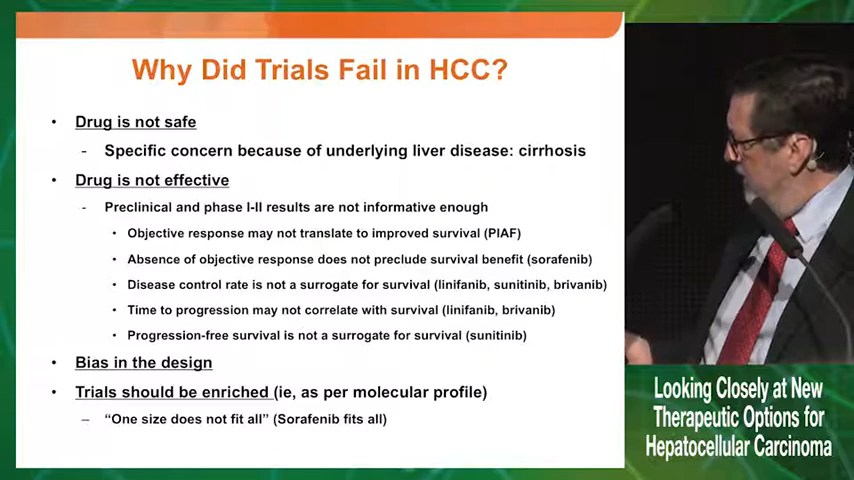 Why Did Trials Fail in HCC?
• Drug is not safe
- Specific concern because of underlying liver disease: cirrhosis
• Drug is not effective
- Preclinical and phase I-II results are not informative enough
• Objective response may not translate to improved survival (PIAF)
• Absence of objective response does not preclude survival benefit (sorafenib)
• Disease control rate is not a surrogate for survival (linifanib, sunitinib, brivanib)
• Time to progression may not correlate with survival (linifanib, brivanib)
• Progression-free survival is not a surrogate for survival (sunitinib)
• Bias in the design
• Trials should be enriched (ie, as per molecular profile)
– “One size does not fit all” (Sorafenib fits all)
Looking Closely at New
Therapeutic Options for
Hepatocellular Carcinoma